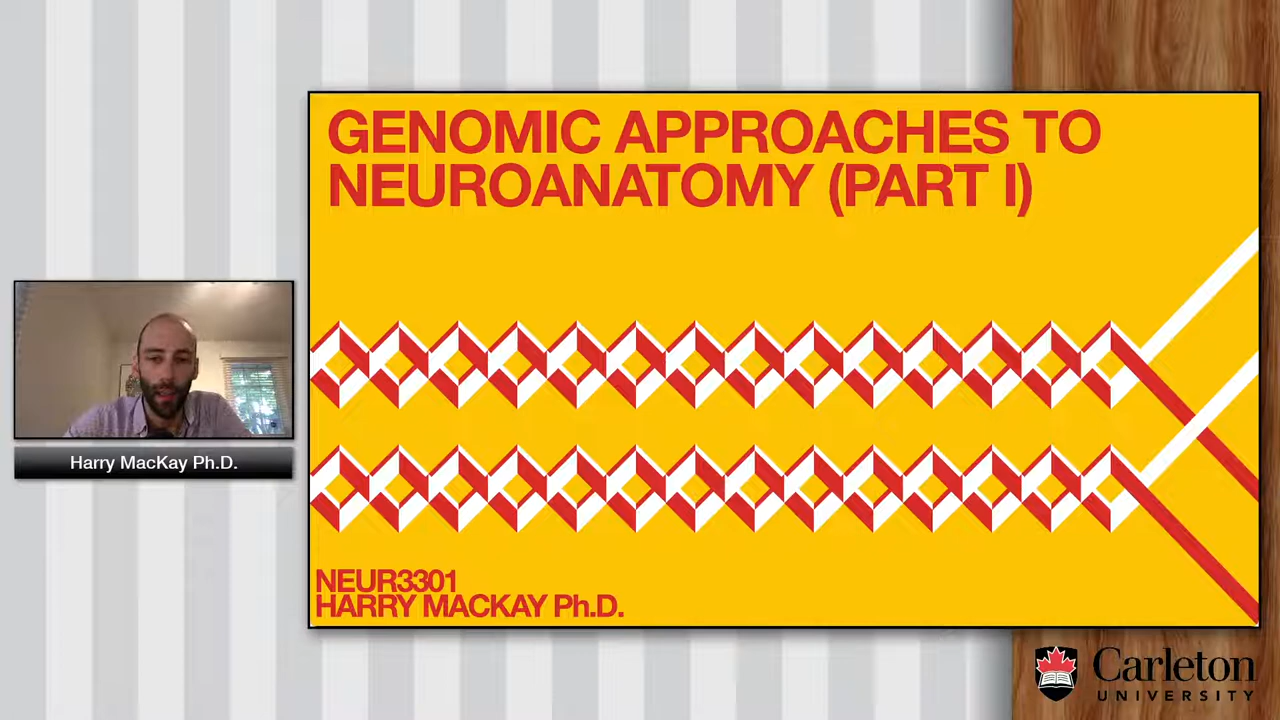 GENOMIC APPROACHES TO
NEUROANATOMY (PART I)
Harry MacKay Ph.D.
NEUR3301
HARRY MACKAY Ph.D.
Carleton
UNIVERSITY